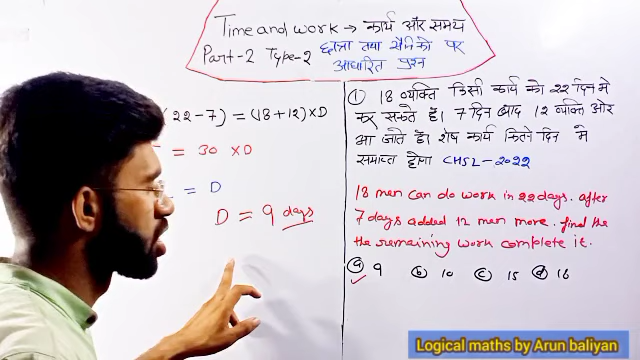 Time and work → कार्य और समय
Part-2 Type-2 छात्रा तथा सैनिको पर
आधारित प्रश्न
(22-7) = (18+12)×D
= 30 ×D
= D
D = 9 days
① 18 व्यक्ति किसी कार्य को 22 दिन मे
कर सकते है। 7 दिन बाद 12 व्यक्ति और
आ जाते है। शेष कार्य कितने दिन मे
समाप्त होगा CHSL-2022
18 men can do work in 22 days. after
7 days added 12 men more. find the
the remaining work complete it.
ⓐ 9 ⓑ 10 ⓒ 15 ⓓ 16
Logical maths by Arun baliyan